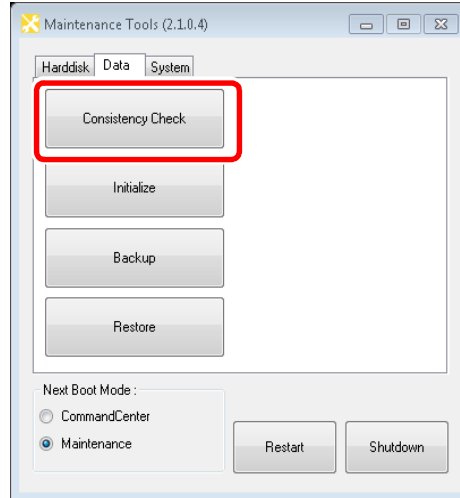 Maintenance Tools (2.1.0.4)
Harddisk Data System
Consistency Check
Initialize
Backup
Restore
Next Boot Mode :
CommandCenter
Maintenance
Restart Shutdown